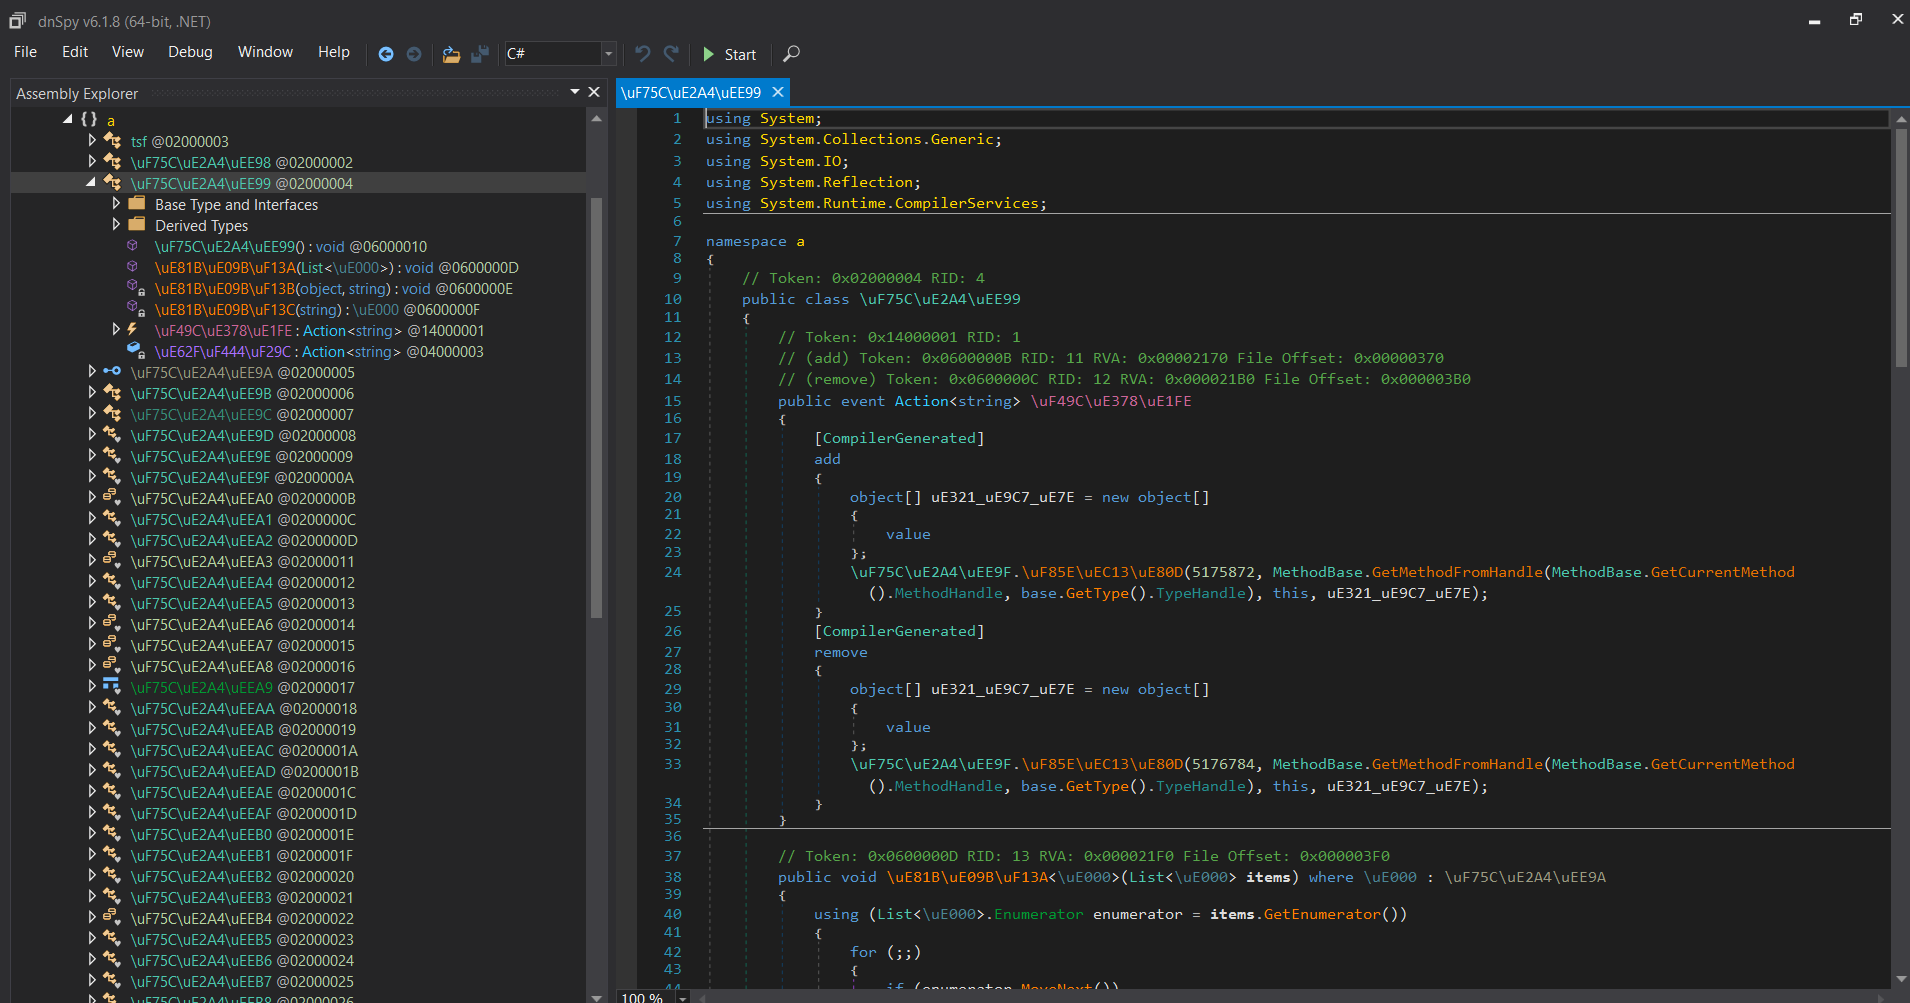 dnSpy v6.1.8 (64-bit, .NET)
File Edit View Debug Window Help C# Start
Assembly Explorer
a
tsf @02000003
\uF75C\uE2A4\uEE98 @02000002
\uF75C\uE2A4\uEE99 @02000004
Base Type and Interfaces
Derived Types
\uF75C\uE2A4\uEE99() : void @06000010
\uE81B\uE09B\uF13A(List<\uE000>) : void @0600000D
\uE81B\uE09B\uF13B(object, string) : void @0600000E
\uE81B\uE09B\uF13C(string) : \uE000 @0600000F
\uF49C\uE378\uE1FE : Action<string> @14000001
\uE62F\uF444\uF29C : Action<string> @04000003
\uF75C\uE2A4\uEE9A @02000005
\uF75C\uE2A4\uEE9B @02000006
\uF75C\uE2A4\uEE9C @02000007
\uF75C\uE2A4\uEE9D @02000008
\uF75C\uE2A4\uEE9E @02000009
\uF75C\uE2A4\uEE9F @0200000A
\uF75C\uE2A4\uEEA0 @0200000B
\uF75C\uE2A4\uEEA1 @0200000C
\uF75C\uE2A4\uEEA2 @0200000D
\uF75C\uE2A4\uEEA3 @02000011
\uF75C\uE2A4\uEEA4 @02000012
\uF75C\uE2A4\uEEA5 @02000013
\uF75C\uE2A4\uEEA6 @02000014
\uF75C\uE2A4\uEEA7 @02000015
\uF75C\uE2A4\uEEA8 @02000016
\uF75C\uE2A4\uEEA9 @02000017
\uF75C\uE2A4\uEEAA @02000018
\uF75C\uE2A4\uEEAB @02000019
\uF75C\uE2A4\uEEAC @0200001A
\uF75C\uE2A4\uEEAD @0200001B
\uF75C\uE2A4\uEEAE @0200001C
\uF75C\uE2A4\uEEAF @0200001D
\uF75C\uE2A4\uEEB0 @0200001E
\uF75C\uE2A4\uEEB1 @0200001F
\uF75C\uE2A4\uEEB2 @02000020
\uF75C\uE2A4\uEEB3 @02000021
\uF75C\uE2A4\uEEB4 @02000022
\uF75C\uE2A4\uEEB5 @02000023
\uF75C\uE2A4\uEEB6 @02000024
\uF75C\uE2A4\uEEB7 @02000025
\uF75C\uE2A4\uEEB8 @02000026
\uF75C\uE2A4\uEE99
1 using System;
2 using System.Collections.Generic;
3 using System.IO;
4 using System.Reflection;
5 using System.Runtime.CompilerServices;
6
7 namespace a
8 {
9 // Token: 0x02000004 RID: 4
10 public class \uF75C\uE2A4\uEE99
11 {
12 // Token: 0x14000001 RID: 1
13 // (add) Token: 0x0600000B RID: 11 RVA: 0x00002170 File Offset: 0x00000370
14 // (remove) Token: 0x0600000C RID: 12 RVA: 0x000021B0 File Offset: 0x000003B0
15 public event Action<string> \uF49C\uE378\uE1FE
16 {
17 [CompilerGenerated]
18 add
19 {
20 object[] uE321_uE9C7_uE7E = new object[]
21 {
22 value
23 };
24 \uF75C\uE2A4\uEE9F.\uF85E\uEC13\uE80D(5175872, MethodBase.GetMethodFromHandle(MethodBase.GetCurrentMethod
().MethodHandle, base.GetType().TypeHandle), this, uE321_uE9C7_uE7E);
25 }
26 [CompilerGenerated]
27 remove
28 {
29 object[] uE321_uE9C7_uE7E = new object[]
30 {
31 value
32 };
33 \uF75C\uE2A4\uEE9F.\uF85E\uEC13\uE80D(5176784, MethodBase.GetMethodFromHandle(MethodBase.GetCurrentMethod
().MethodHandle, base.GetType().TypeHandle), this, uE321_uE9C7_uE7E);
34 }
35 }
36
37 // Token: 0x0600000D RID: 13 RVA: 0x000021F0 File Offset: 0x000003F0
38 public void \uE81B\uE09B\uF13A<\uE000>(List<\uE000> items) where \uE000 : \uF75C\uE2A4\uEE9A
39 {
40 using (List<\uE000>.Enumerator enumerator = items.GetEnumerator())
41 {
42 for (;;)
43 {
44 if (enumerator.MoveNext())
100 %